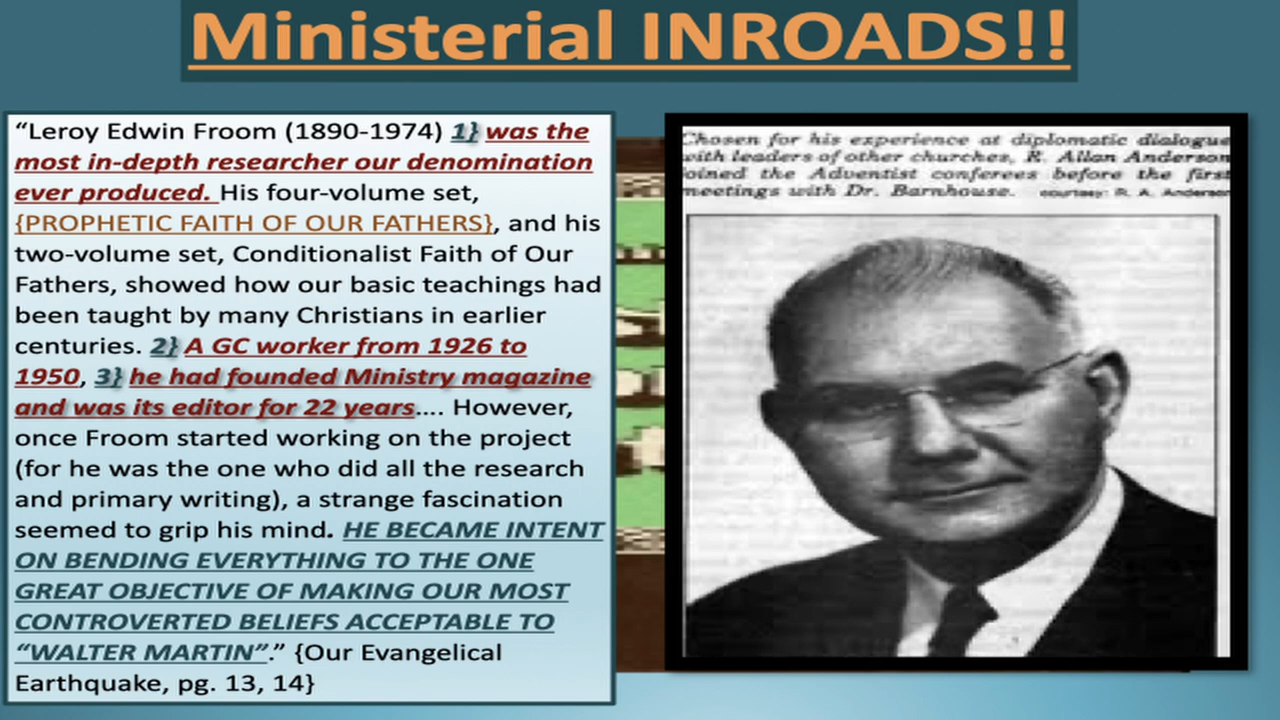 Ministerial INROADS!!
“Leroy Edwin Froom (1890-1974) 1} was the
most in-depth researcher our denomination
ever produced. His four-volume set,
{PROPHETIC FAITH OF OUR FATHERS}, and his
two-volume set, Conditionalist Faith of Our
Fathers, showed how our basic teachings had
been taught by many Christians in earlier
centuries. 2} A GC worker from 1926 to
1950, 3} he had founded Ministry magazine
and was its editor for 22 years.... However,
once Froom started working on the project
(for he was the one who did all the research
and primary writing), a strange fascination
seemed to grip his mind. HE BECAME INTENT
ON BENDING EVERYTHING TO THE ONE
GREAT OBJECTIVE OF MAKING OUR MOST
CONTROVERTED BELIEFS ACCEPTABLE TO
“WALTER MARTIN”.” {Our Evangelical
Earthquake, pg. 13, 14}
Chosen for his experience at diplomatic dialogue
with leaders of other churches, R. Allan Anderson
joined the Adventist conferees before the first
meetings with Dr. Barnhouse. courtesy: R. A. Anderson